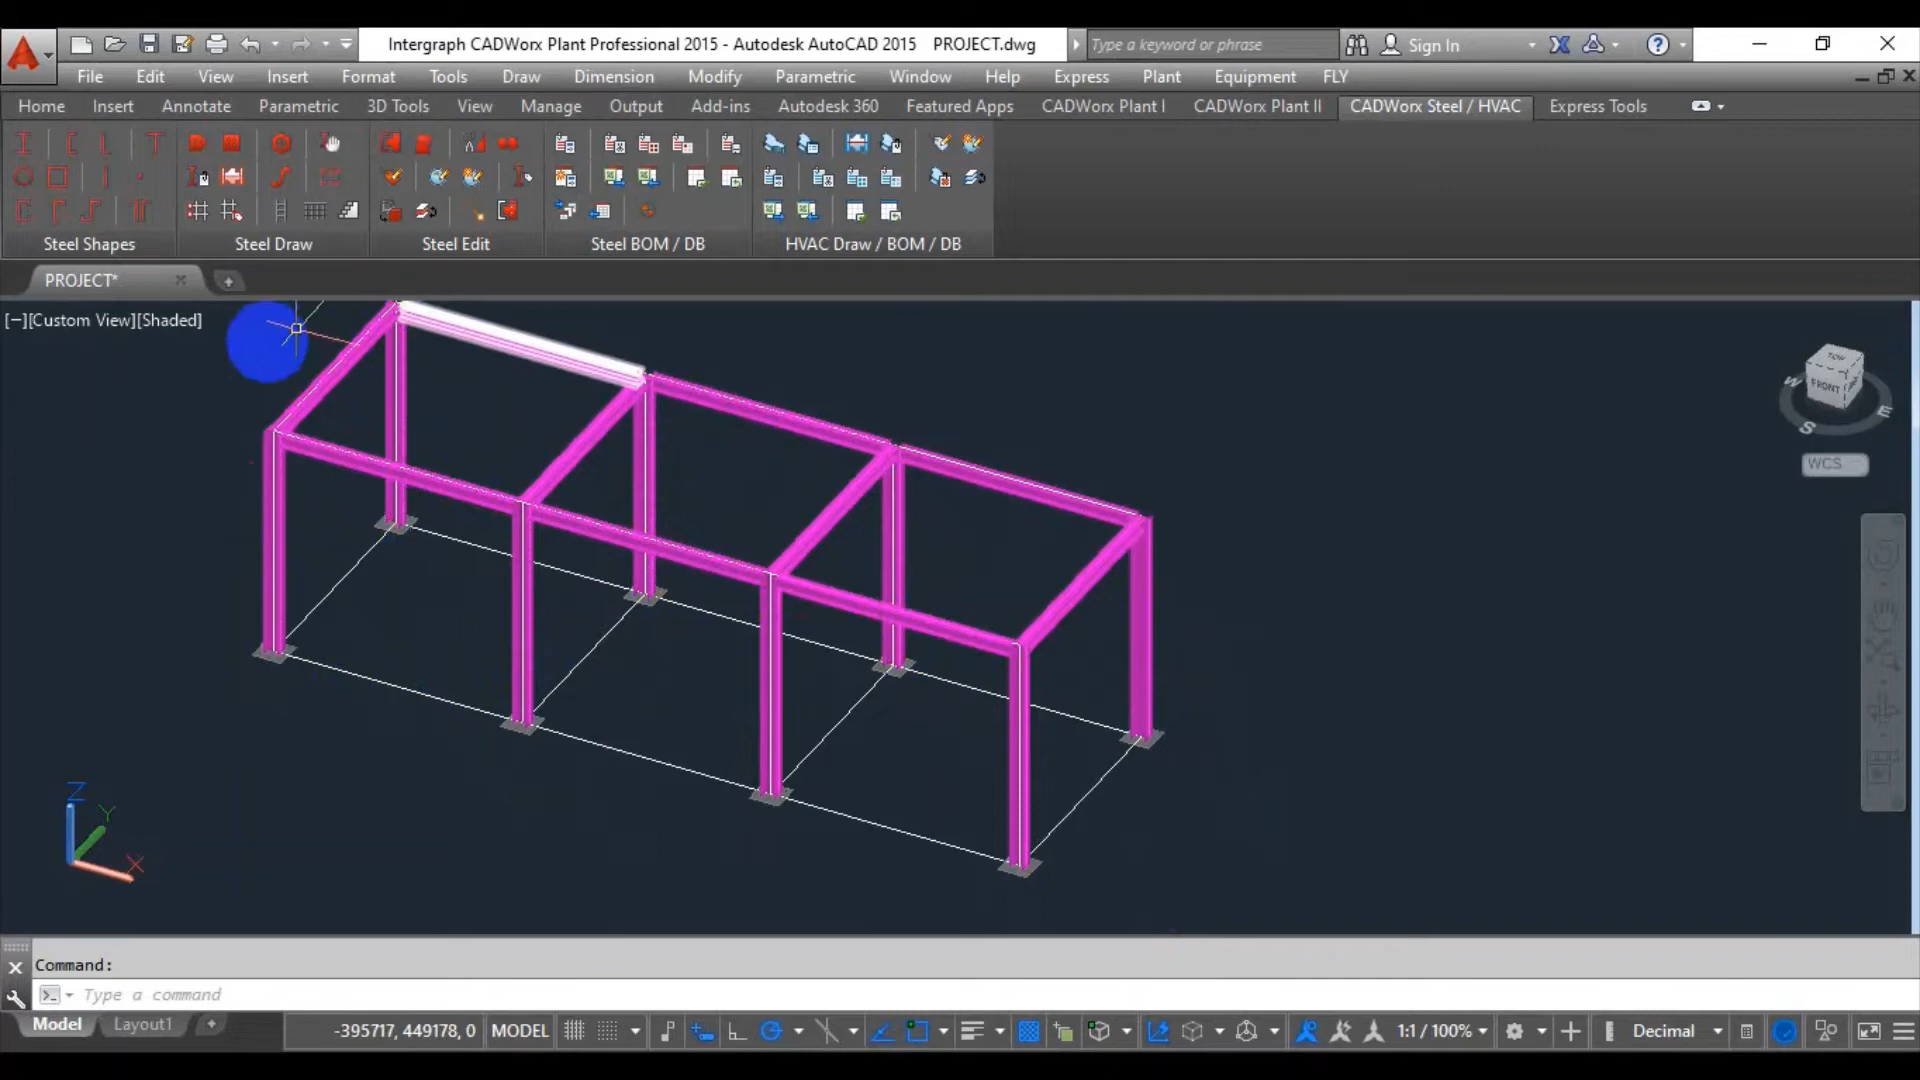 Intergraph CADWorx Plant Professional 2015 - Autodesk AutoCAD 2015 PROJECT.dwg
Type a keyword or phrase
Sign In
File Edit View Insert Format Tools Draw Dimension Modify Parametric Window Help Express Plant Equipment FLY
Home Insert Annotate Parametric 3D Tools View Manage Output Add-ins Autodesk 360 Featured Apps CADWorx Plant I CADWorx Plant II CADWorx Steel / HVAC Express Tools
Steel Shapes Steel Draw Steel Edit Steel BOM / DB HVAC Draw / BOM / DB
PROJECT*
[−][Custom View][Shaded]
TOP
FRONT
W
S
E
WCS
Z
Y
X
Command:
Type a command
Model Layout1
-395717, 449178, 0 MODEL 1:1 / 100% Decimal